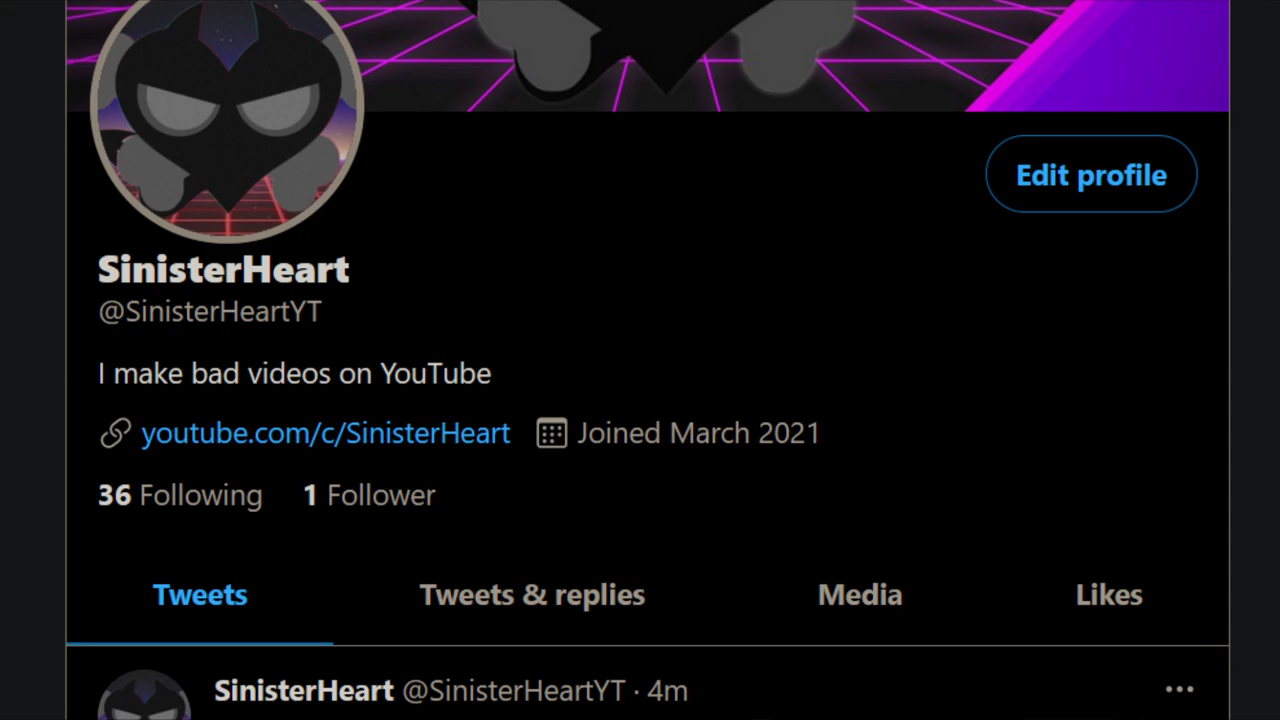 Edit profile
SinisterHeart
@SinisterHeartYT
I make bad videos on YouTube
youtube.com/c/SinisterHeart Joined March 2021
36 Following 1 Follower
Tweets Tweets & replies Media Likes
SinisterHeart @SinisterHeartYT · 4m